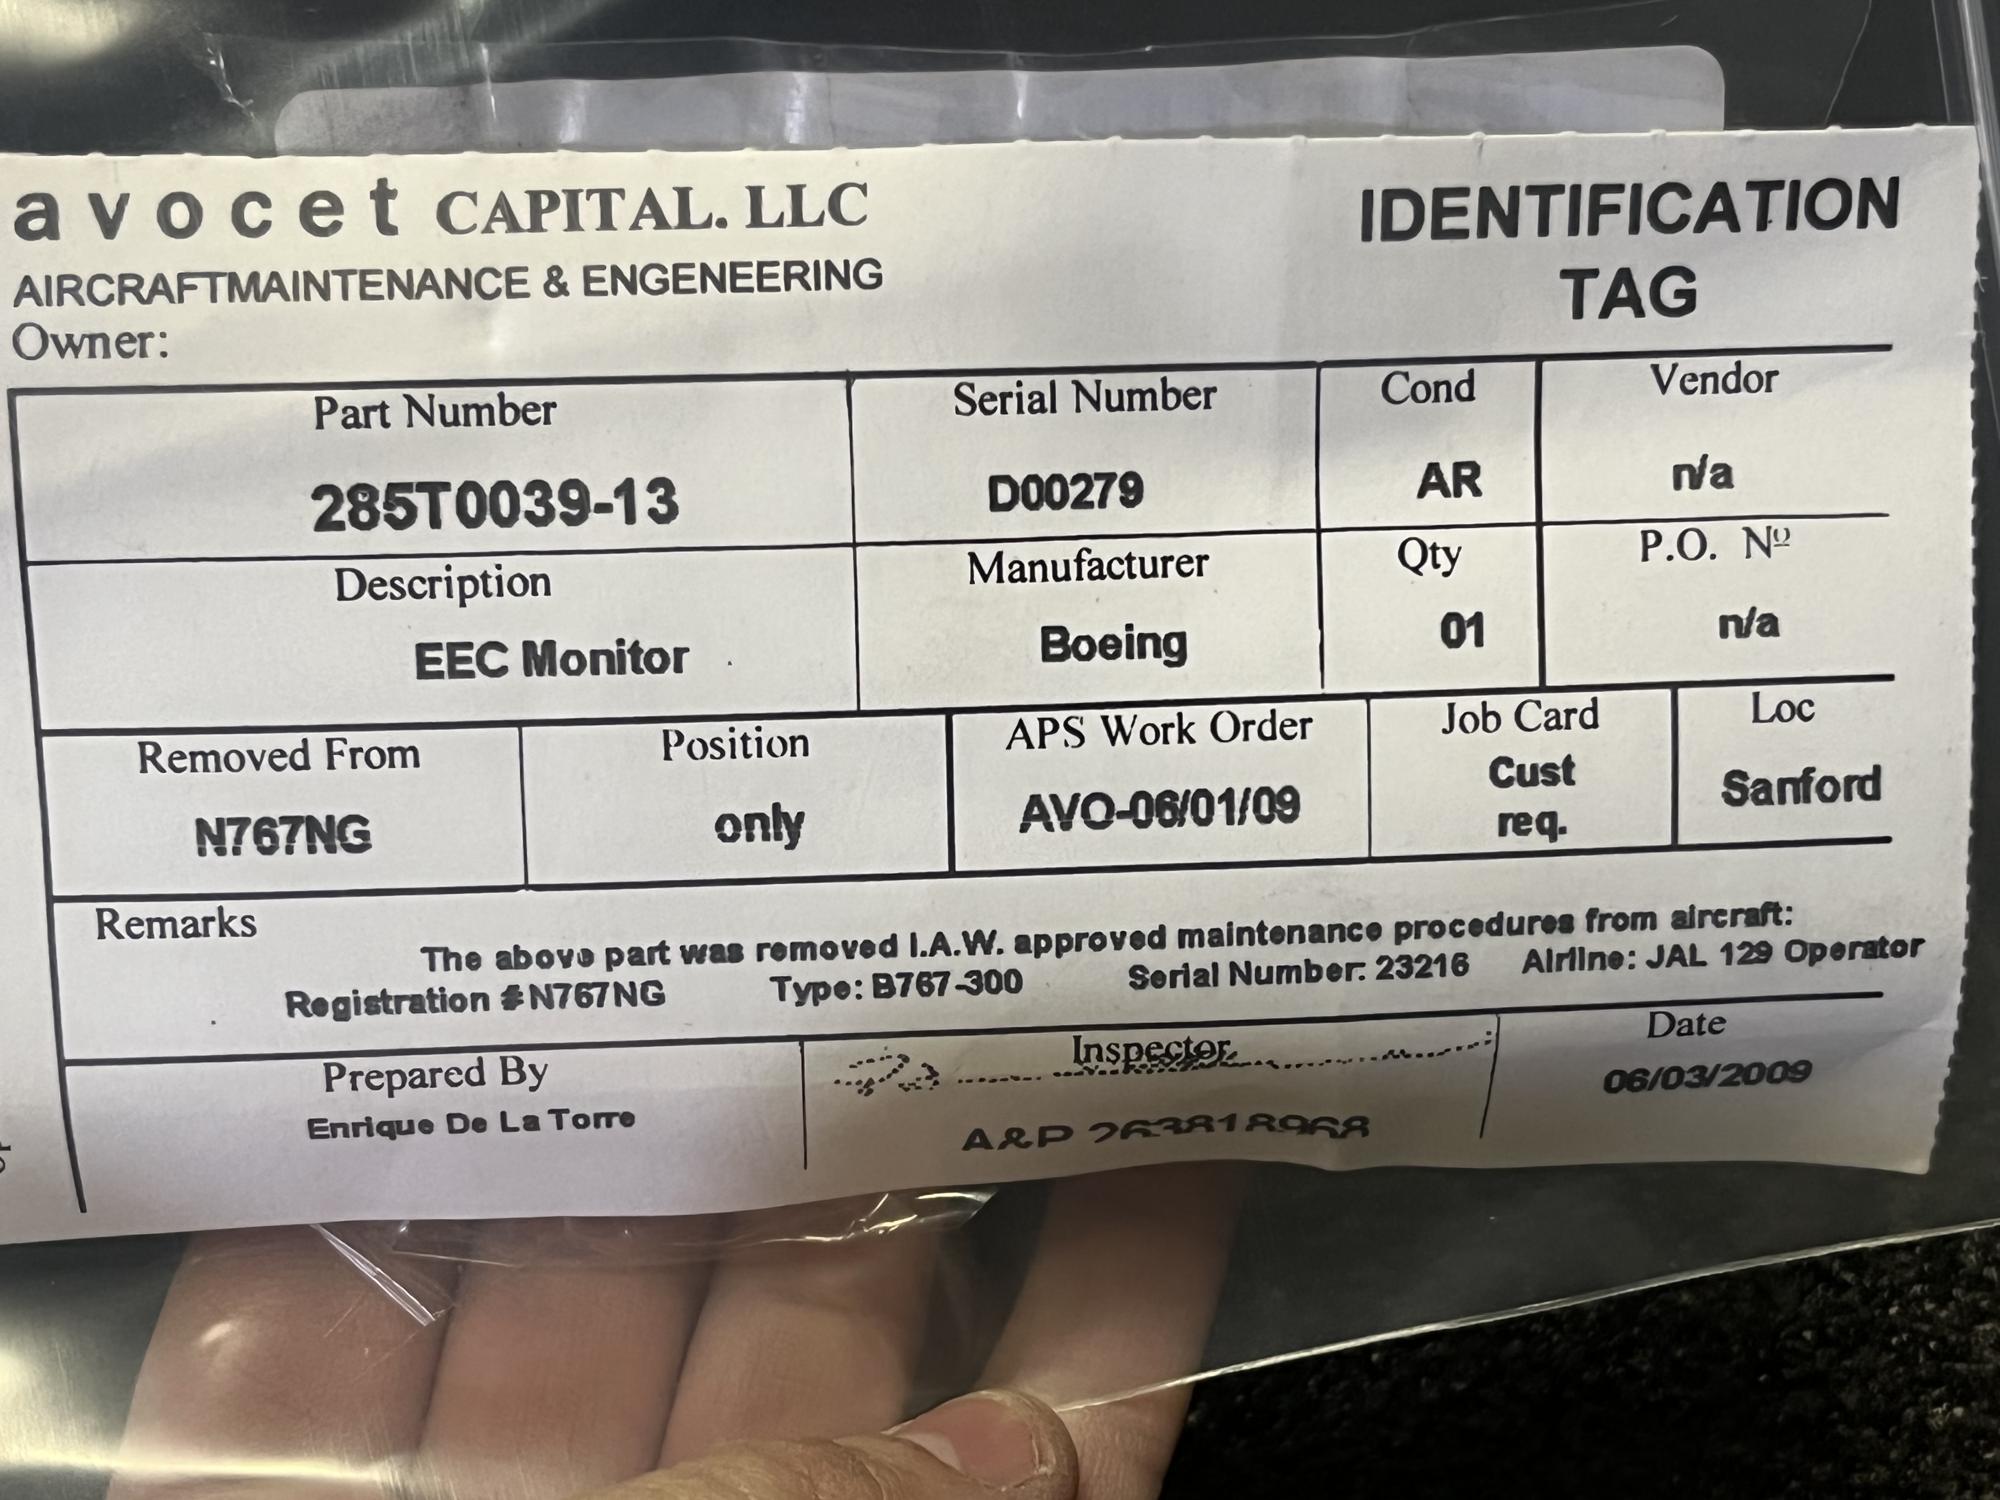 avocet CAPITAL. LLC
IDENTIFICATION
TAG
AIRCRAFTMAINTENANCE & ENGENEERING
Owner:
Part Number
Serial Number
Cond
Vendor
285T0039-13
D00279
AR
n/a
Description
Manufacturer
Qty
P.O. Nº
EEC Monitor
Boeing
01
n/a
Removed From
Position
APS Work Order
Job Card
Loc
N767NG
only
AVO-06/01/09
Cust
req.
Sanford
Remarks
The above part was removed I.A.W. approved maintenance procedures from aircraft:
Registration # N767NG Type: B767-300 Serial Number: 23216 Airline: JAL 129 Operator
Prepared By
Inspector
Date
Enrique De La Torre
A&P 263818968
06/03/2009